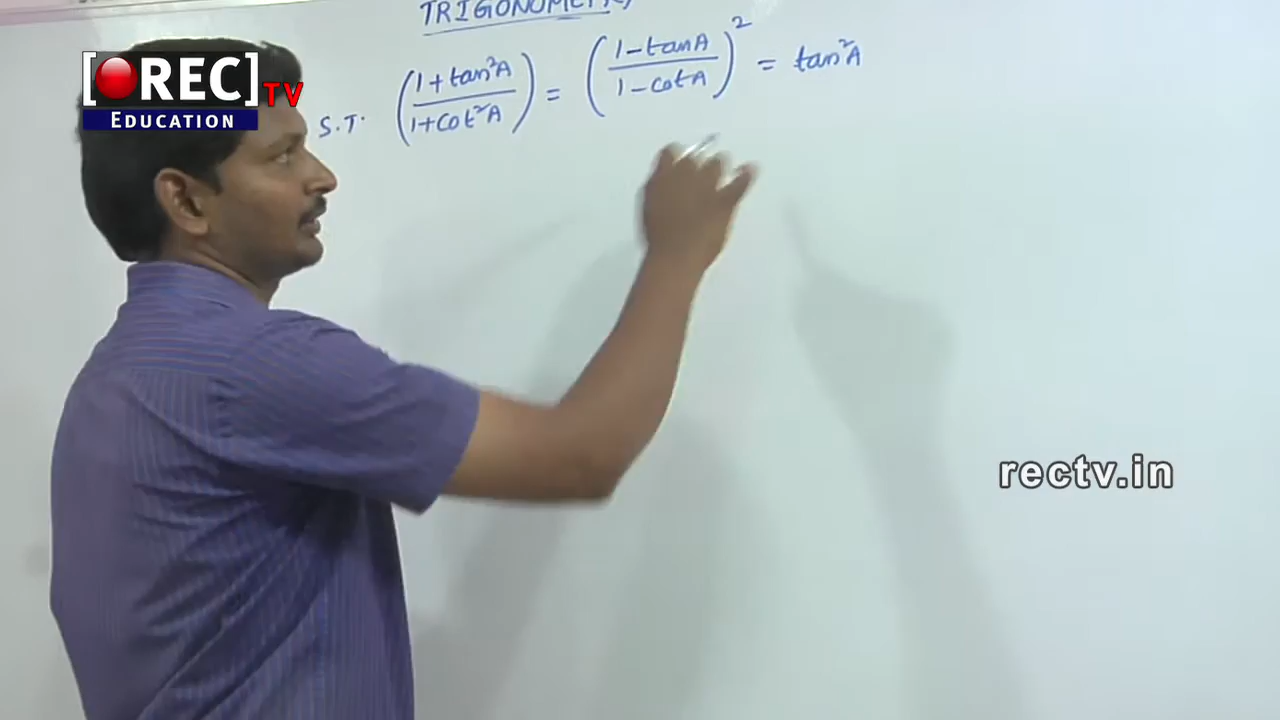 TRIGONOMETRY
S.T. ((1+tan²A)/(1+cot²A)) = ((1-tanA)/(1-cotA))² = tan²A
[REC] TV
EDUCATION
rectv.in